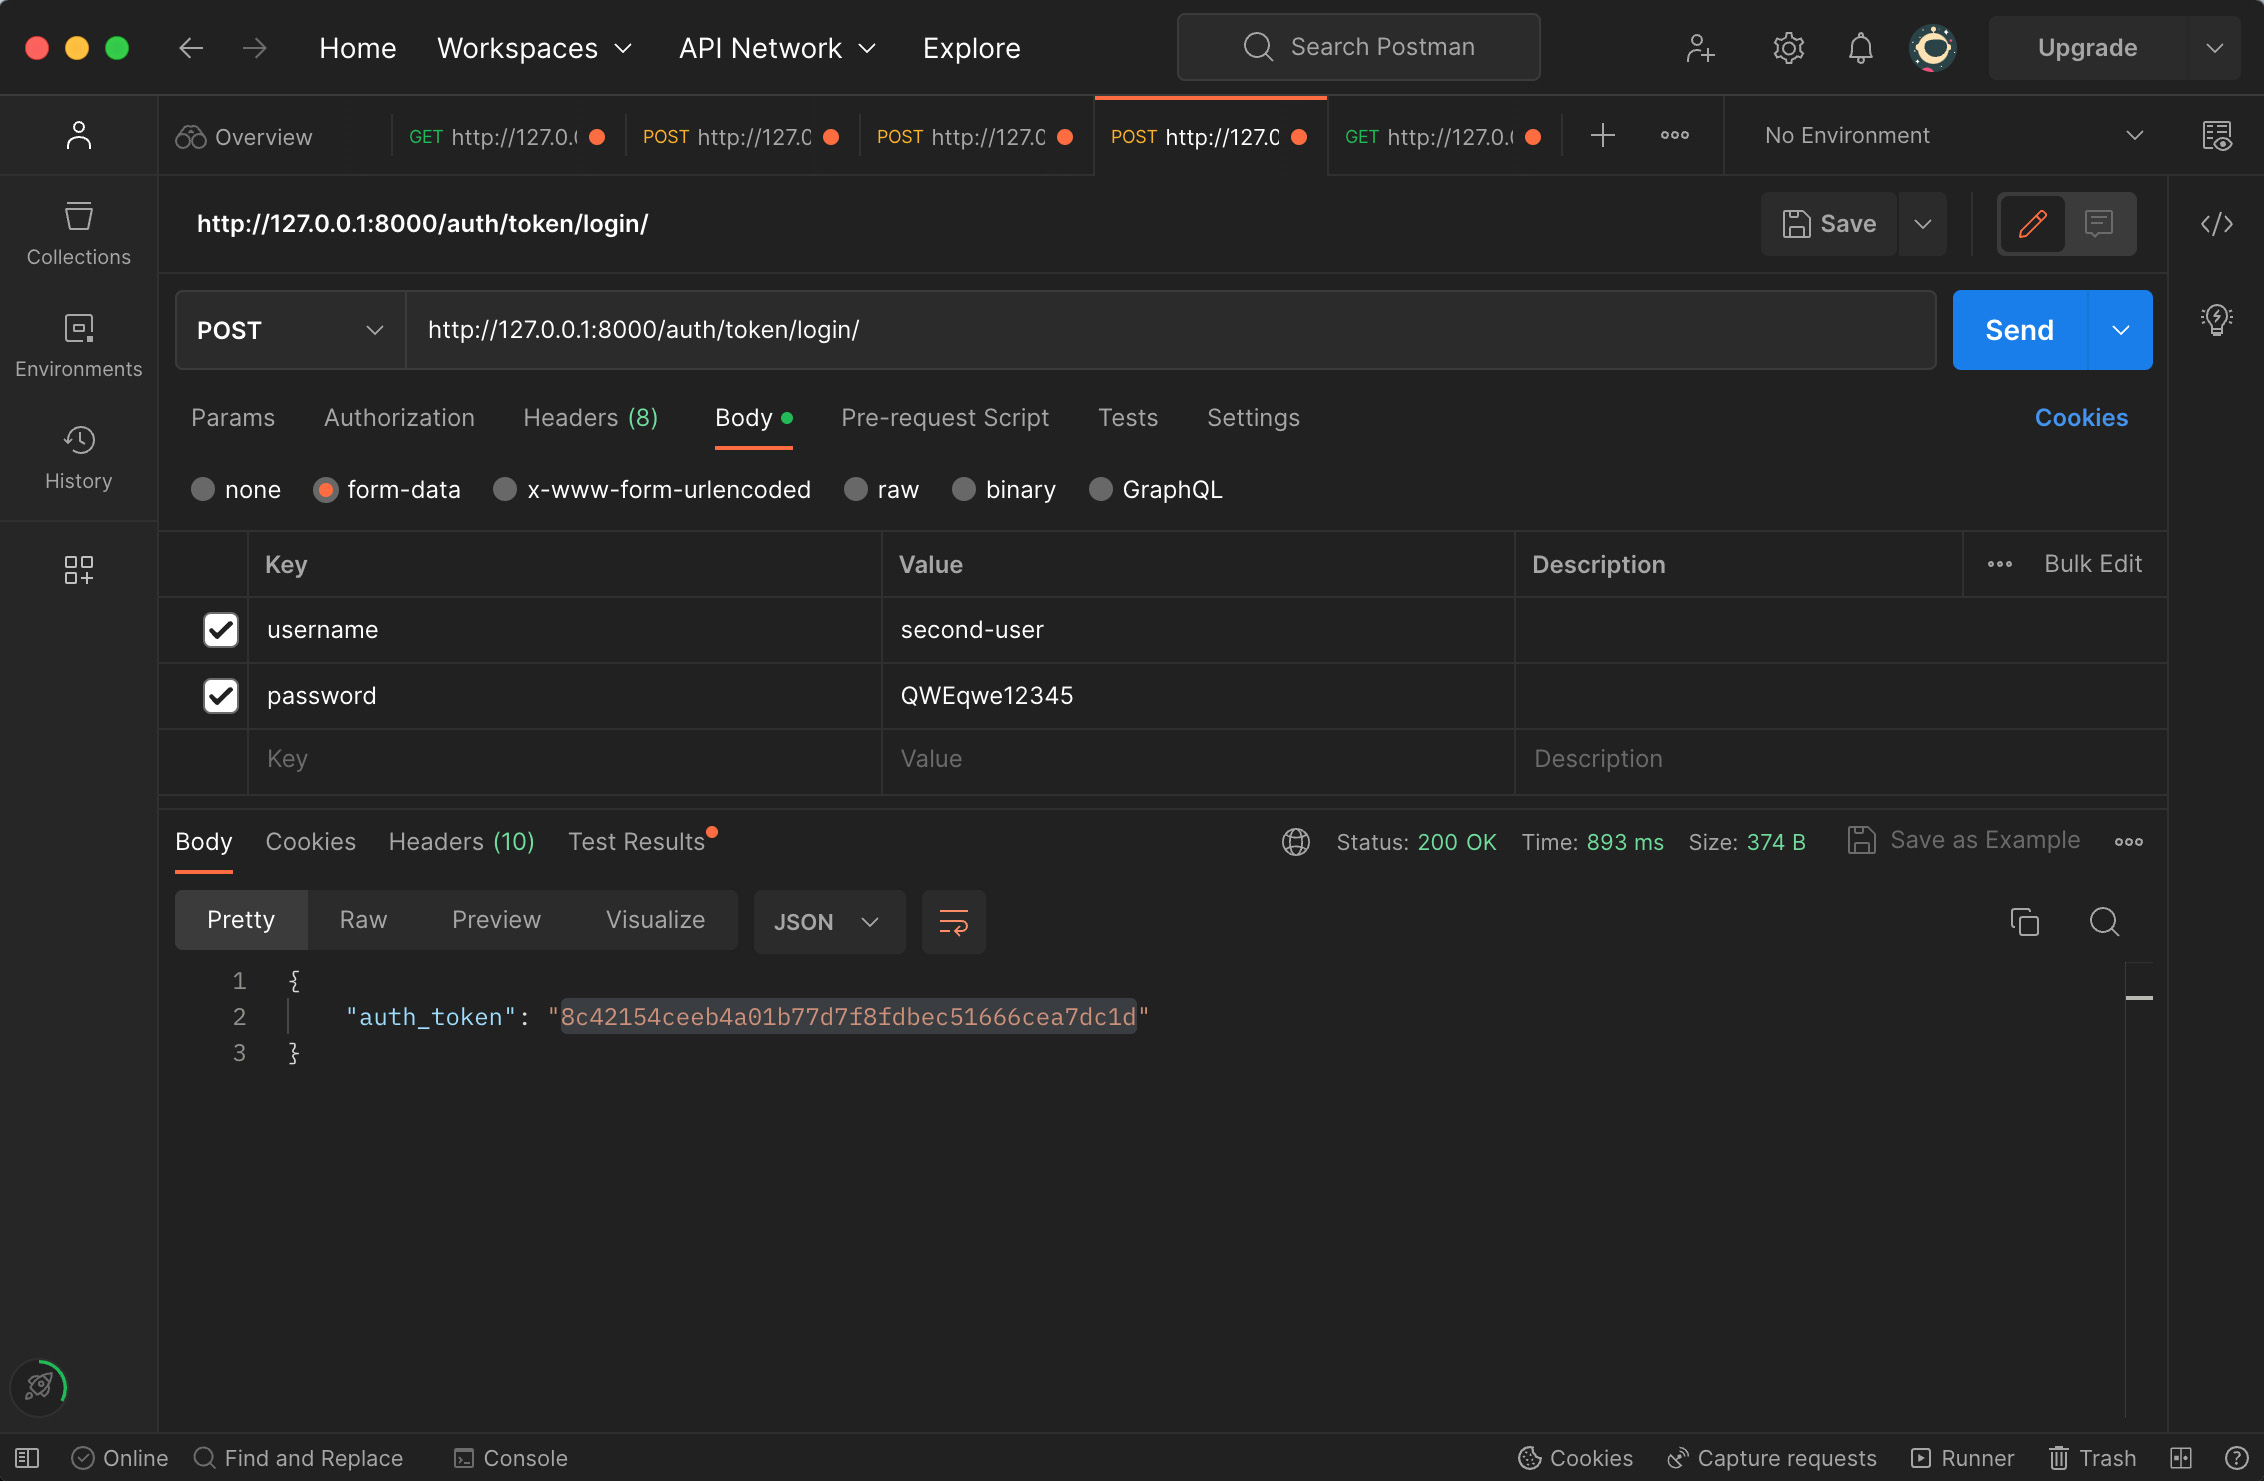 Home Workspaces API Network Explore Search Postman Upgrade
Overview GET http://127.0.( POST http://127.0 POST http://127.0 POST http://127.0 GET http://127.0.( No Environment
http://127.0.0.1:8000/auth/token/login/ Save
Collections
Environments
History
POST http://127.0.0.1:8000/auth/token/login/ Send
Params Authorization Headers (8) Body Pre-request Script Tests Settings Cookies
none form-data x-www-form-urlencoded raw binary GraphQL
Key Value Description Bulk Edit
username second-user
password QWEqwe12345
Key Value Description
Body Cookies Headers (10) Test Results Status: 200 OK Time: 893 ms Size: 374 B Save as Example
Pretty Raw Preview Visualize JSON
1 {
2 "auth_token": "8c42154ceeb4a01b77d7f8fdbec51666cea7dc1d"
3 }
Online Find and Replace Console Cookies Capture requests Runner Trash